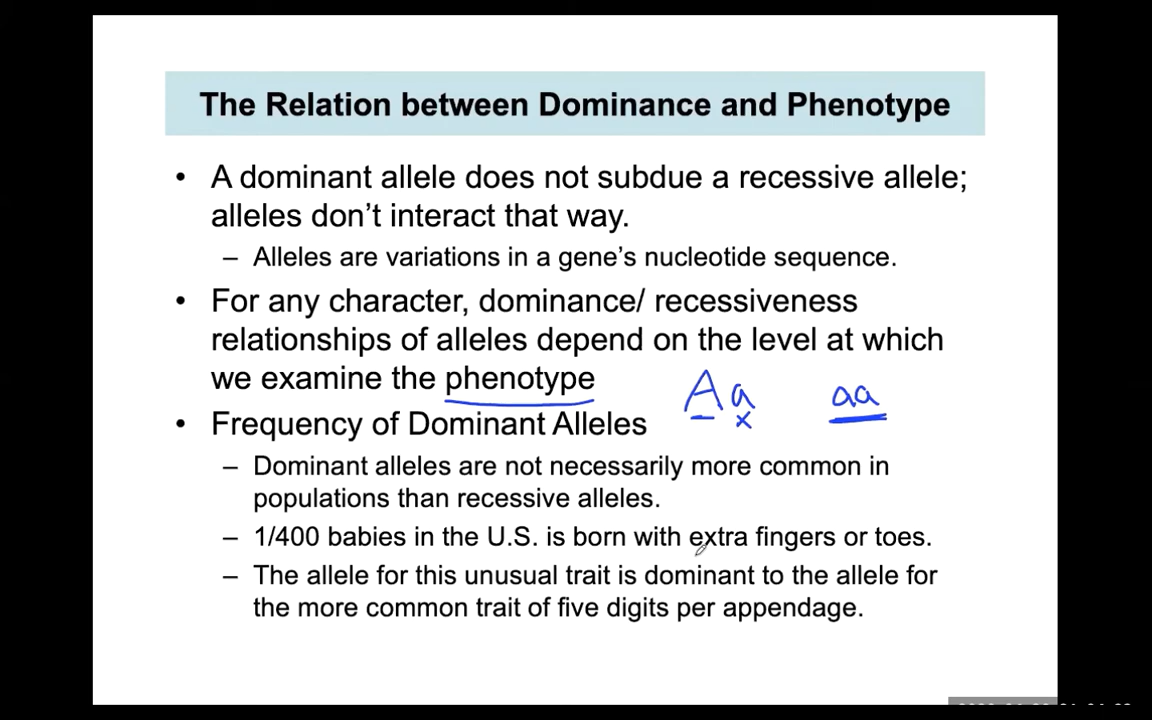 The Relation between Dominance and Phenotype
• A dominant allele does not subdue a recessive allele;
alleles don’t interact that way.
– Alleles are variations in a gene’s nucleotide sequence.
• For any character, dominance/ recessiveness
relationships of alleles depend on the level at which
we examine the phenotype
A a aa
x
• Frequency of Dominant Alleles
– Dominant alleles are not necessarily more common in
populations than recessive alleles.
– 1/400 babies in the U.S. is born with extra fingers or toes.
– The allele for this unusual trait is dominant to the allele for
the more common trait of five digits per appendage.